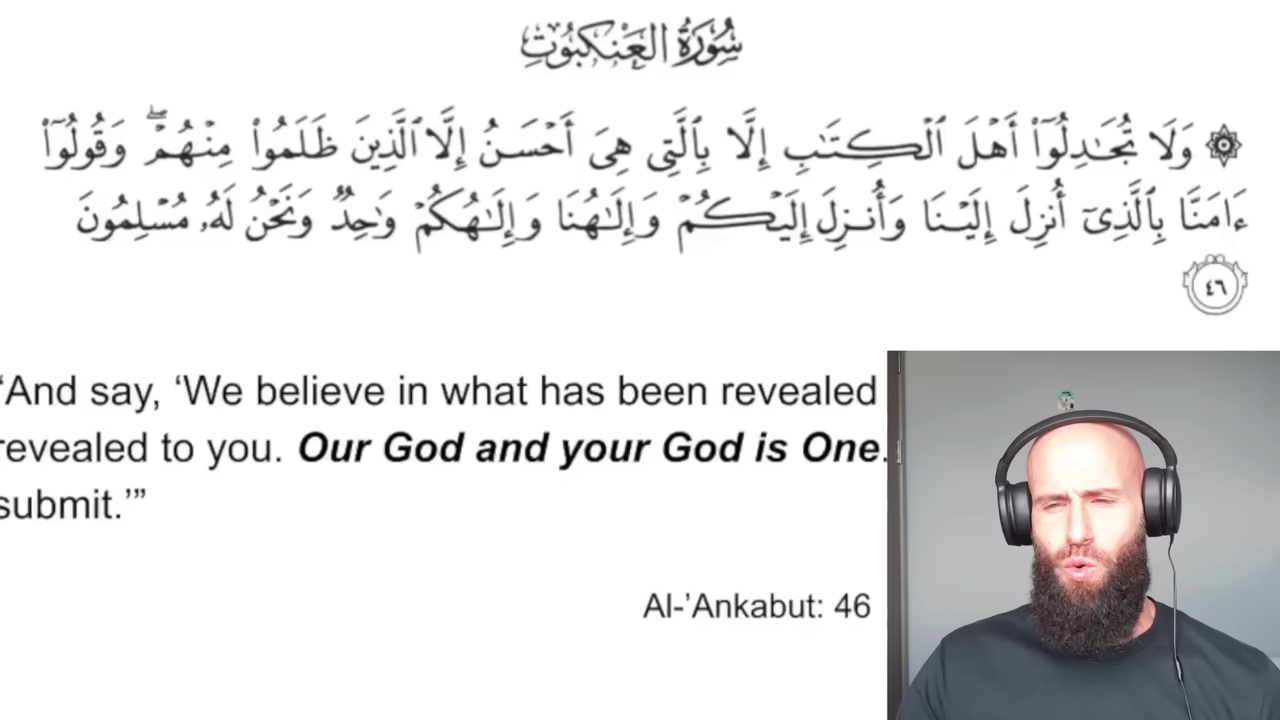 سُورَةُ العَنكَبُوتِ
۞ وَلَا تُجَـٰدِلُوٓا۟ أَهْلَ ٱلْكِتَـٰبِ إِلَّا بِٱلَّتِى هِىَ أَحْسَنُ إِلَّا ٱلَّذِينَ ظَلَمُوا۟ مِنْهُمْ ۖ وَقُولُوٓا۟
ءَامَنَّا بِٱلَّذِىٓ أُنزِلَ إِلَيْنَا وَأُنزِلَ إِلَيْكُمْ وَإِلَـٰهُنَا وَإِلَـٰهُكُمْ وَٰحِدٌ وَنَحْنُ لَهُۥ مُسْلِمُونَ
٤٦
‘And say, ‘We believe in what has been revealed
revealed to you. Our God and your God is One.
submit.’”
Al-’Ankabut: 46